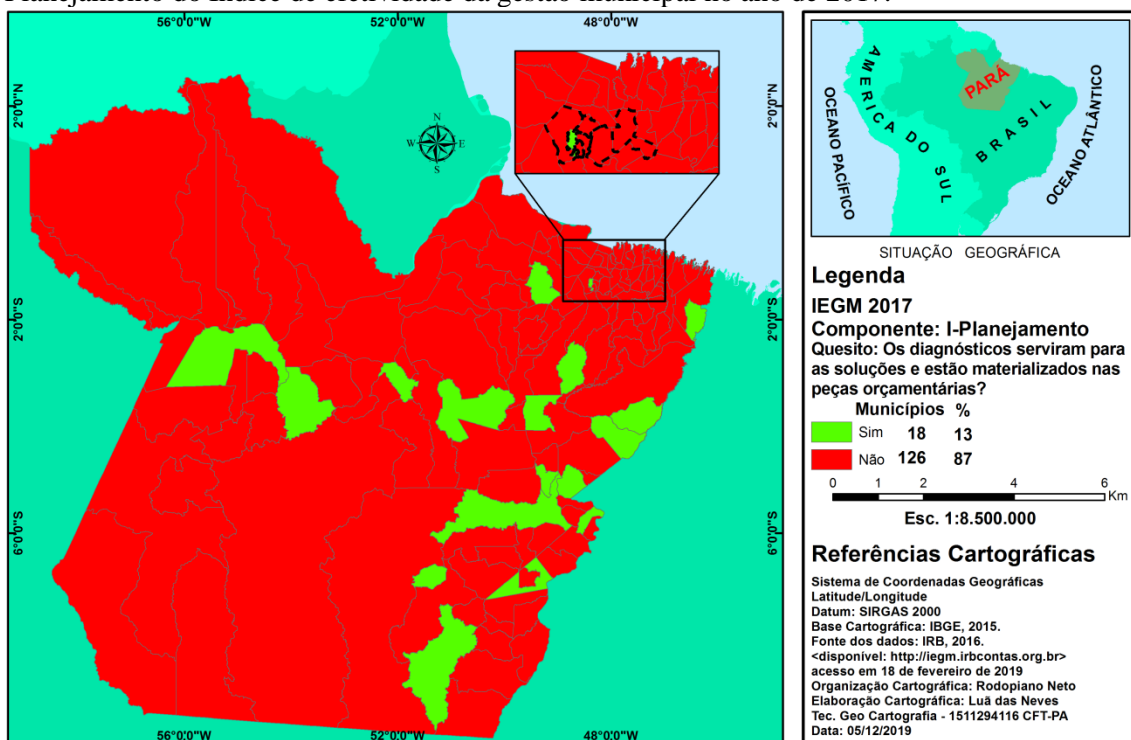 Planejamento do Índice de efetividade da gestão municipal no ano de 2017.
56°0'0"W
52°0'0"W
48°0'0"W
2°0'0"N
2°0'0"N
N
W
E
S
2°0'0"S
2°0'0"S
6°0'0"S
6°0'0"S
56°0'0"W
52°0'0"W
48°0'0"W
AMERICA DO SUL
PARÁ
BRASIL
OCEANO PACÍFICO
OCEANO ATLÂNTICO
SITUAÇÃO GEOGRÁFICA
Legenda
IEGM 2017
Componente: I-Planejamento
Quesito: Os diagnósticos serviram para
as soluções e estão materializados nas
peças orçamentárias?
Municípios %
Sim 18 13
Não 126 87
0 1 2 4 6
Km
Esc. 1:8.500.000
Referências Cartográficas
Sistema de Coordenadas Geográficas
Latitude/Longitude
Datum: SIRGAS 2000
Base Cartográfica: IBGE, 2015.
Fonte dos dados: IRB, 2016.
<disponível: http://iegm.irbcontas.org.br>
acesso em 18 de fevereiro de 2019
Organização Cartográfica: Rodopiano Neto
Elaboração Cartográfica: Luã das Neves
Tec. Geo Cartografia - 1511294116 CFT-PA
Data: 05/12/2019